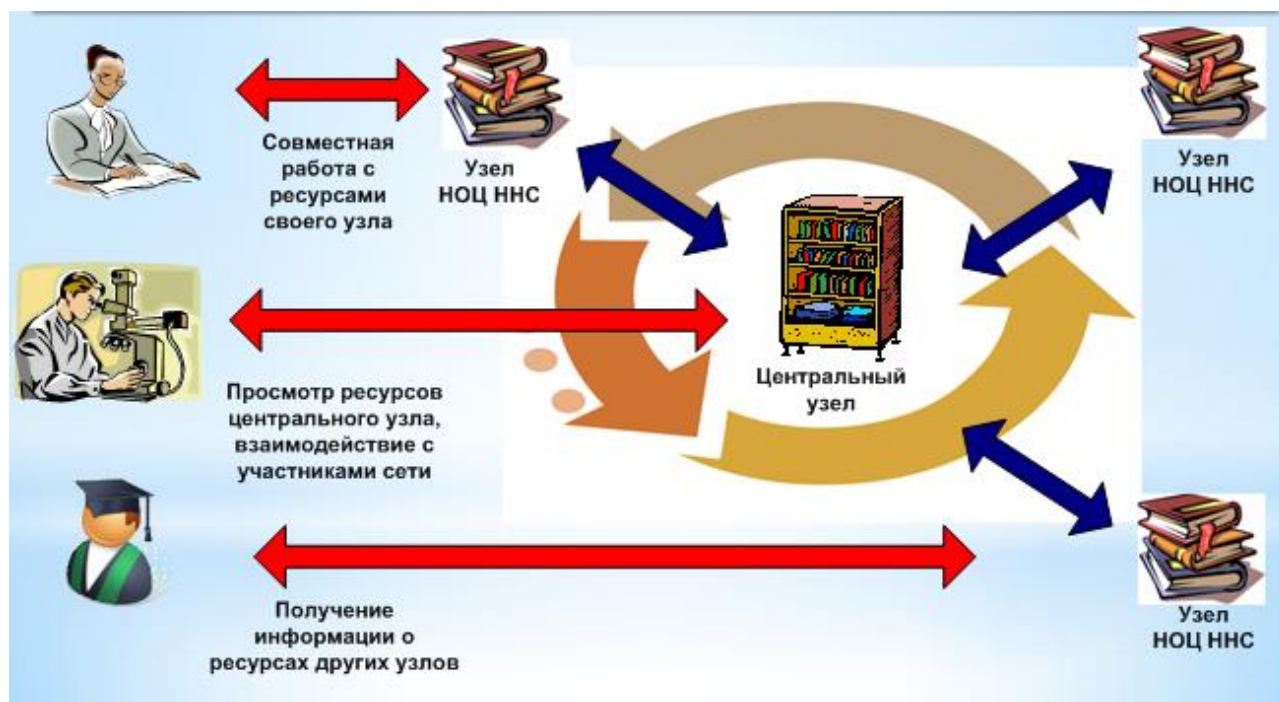 Совместная
работа с
ресурсами
своего узла
Узел
НОЦ ННС
Узел
НОЦ ННС
Центральный
узел
Просмотр ресурсов
центрального узла,
взаимодействие с
участниками сети
Получение
информации о
ресурсах других узлов
Узел
НОЦ ННС